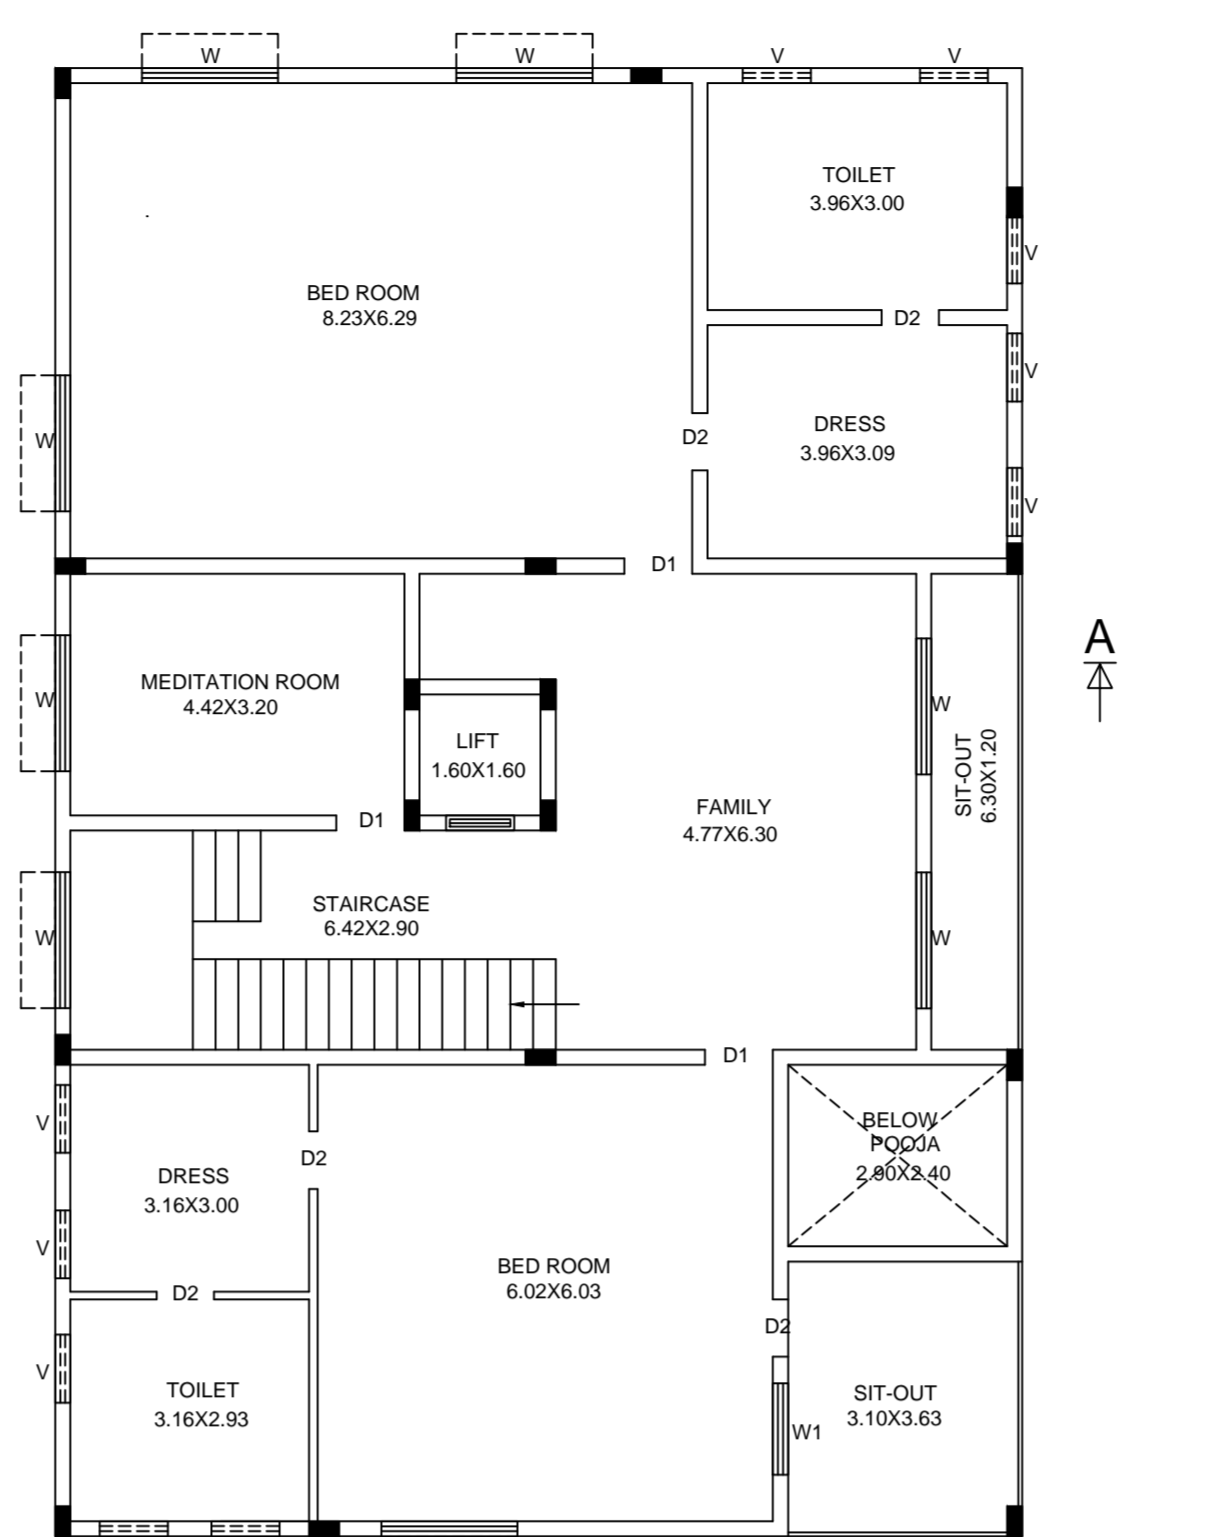 W
W
V
V
TOILET
3.96X3.00
V
BED ROOM
8.23X6.29
D2
V
DRESS
3.96X3.09
D2
W
V
D1
A
MEDITATION ROOM
4.42X3.20
W
W
LIFT
1.60X1.60
SIT-OUT
6.30X1.20
FAMILY
4.77X6.30
D1
STAIRCASE
6.42X2.90
W
W
D1
V
BELOW
POOJA
2.90X2.40
D2
DRESS
3.16X3.00
V
BED ROOM
6.02X6.03
D2
D2
V
TOILET
3.16X2.93
SIT-OUT
3.10X3.63
W1